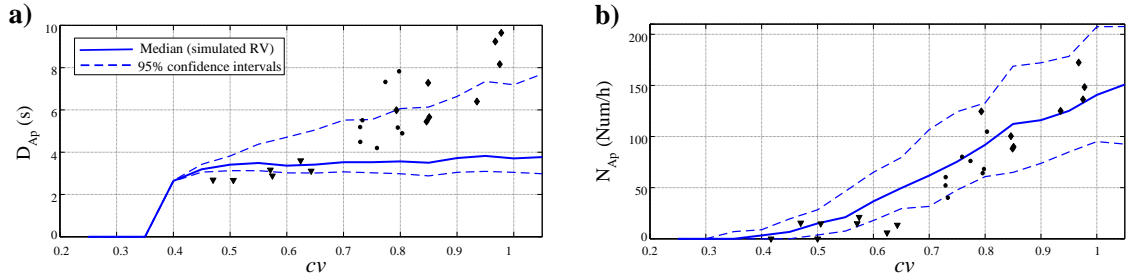 a)
10
8
6
4
2
0
D_Ap (s)
Median (simulated RV)
95% confidence intervals
0.2 0.3 0.4 0.5 0.6 0.7 0.8 0.9 1
cv
b)
200
150
100
50
0
N_Ap (Num/h)
0.2 0.3 0.4 0.5 0.6 0.7 0.8 0.9 1
cv